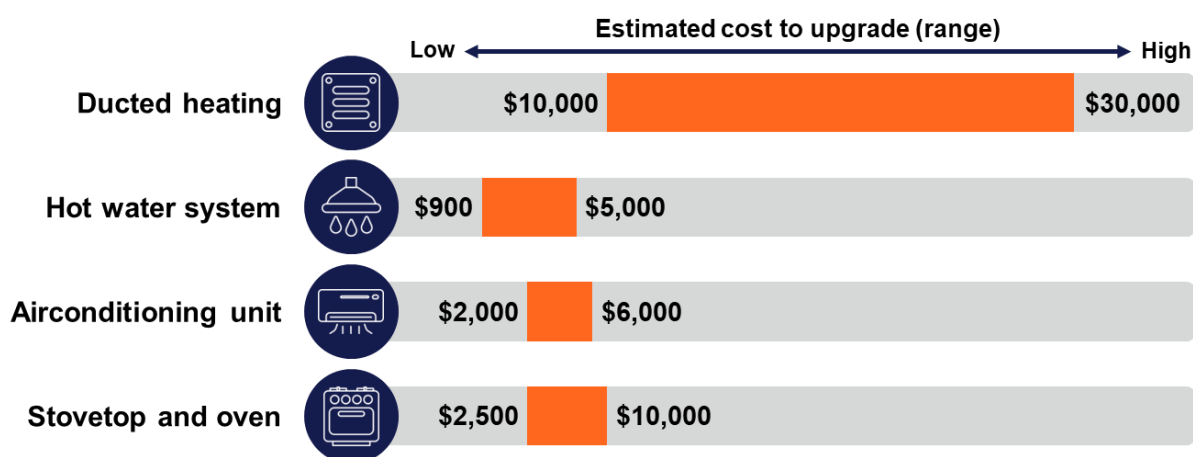 Estimated cost to upgrade (range)
Low High
Ducted heating $10,000 $30,000
Hot water system $900 $5,000
Airconditioning unit $2,000 $6,000
Stovetop and oven $2,500 $10,000